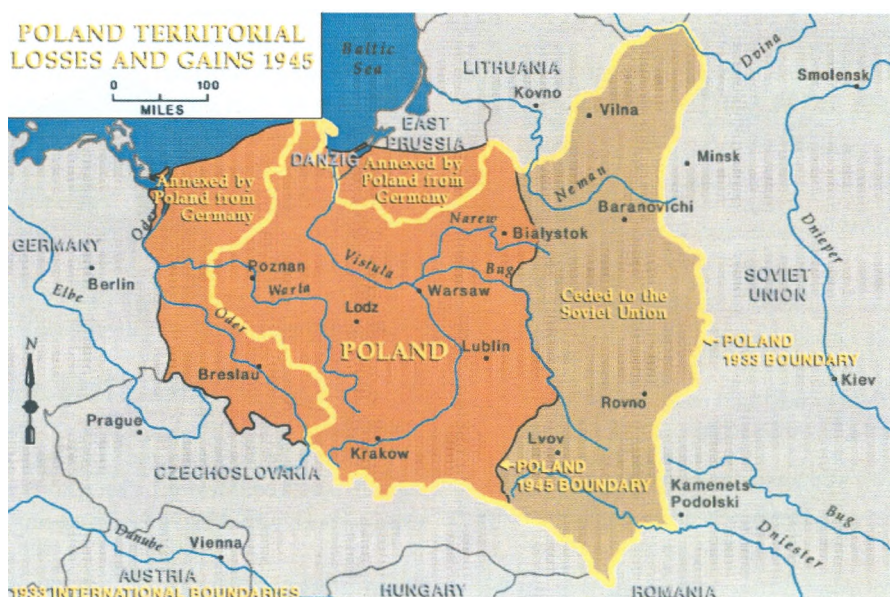 POLAND TERRITORIAL
LOSSES AND GAINS 1945
0 100
MILES
Baltic
Sea
LITHUANIA
Kovno
Dvina
Smolensk
Vilna
EAST
PRUSSIA
DANZIG
Minsk
Annexed by
Poland from
Germany
Annexed by
Poland from
Germany
Neman
Dnieper
Oder
Narew
Baranovichi
Białystok
GERMANY
Berlin
Elbe
Poznan
Warta
Vistula
Bug
Warsaw
SOVIET
UNION
Ceded to the
Soviet Union
Lodz
Oder
POLAND
Lublin
POLAND
1933 BOUNDARY
N
Breslau
Kiev
Rovno
Prague
Krakow
Lvov
CZECHOSLOVAKIA
POLAND
1945 BOUNDARY
Kamenets
Podolski
Bug
Danube
Vienna
Dniester
AUSTRIA
HUNGARY
ROMANIA
1933 INTERNATIONAL BOUNDARIES